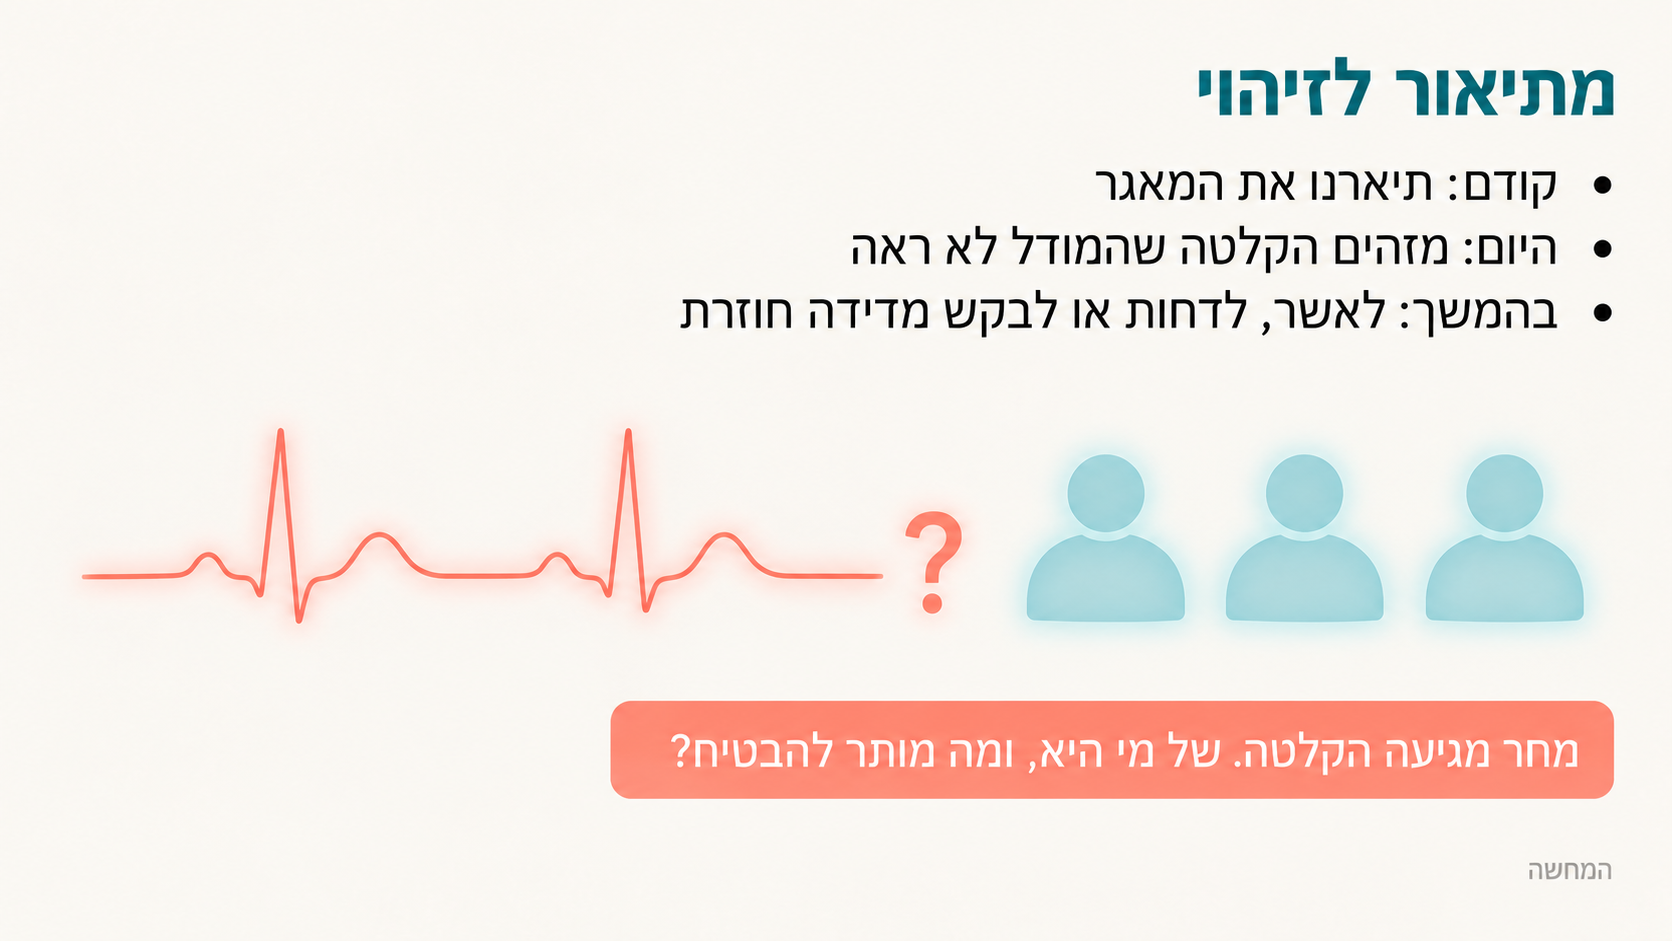 מתיאור לזיהוי
• קודם: תיארנו את המאגר
• היום: מזהים הקלטה שהמודל לא ראה
• בהמשך: לאשר, לדחות או לבקש מדידה חוזרת
?
מחר מגיעה הקלטה. של מי היא, ומה מותר להבטיח?
המחשה